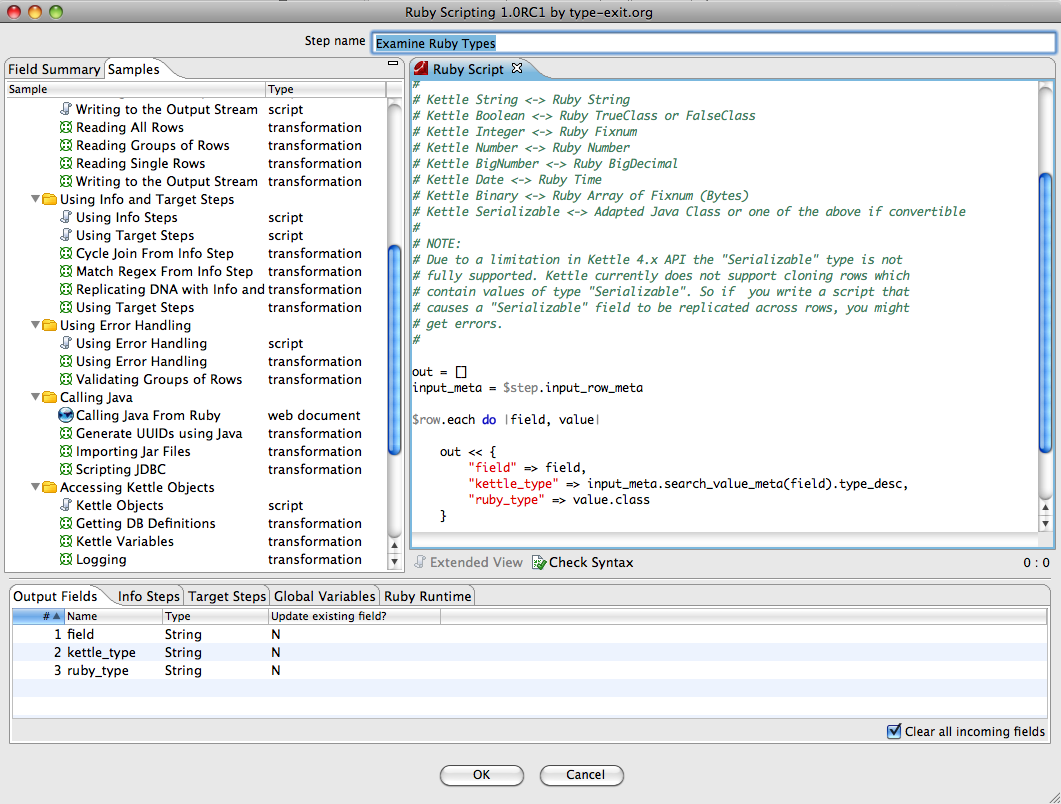 Ruby Scripting 1.0RC1 by type-exit.org
Step name Examine Ruby Types
Field Summary Samples
Sample Type
Writing to the Output Stream script
Reading All Rows transformation
Reading Groups of Rows transformation
Reading Single Rows transformation
Writing to the Output Stream transformation
Using Info and Target Steps
Using Info Steps script
Using Target Steps script
Cycle Join From Info Step transformation
Match Regex From Info Step transformation
Replicating DNA with Info and transformation
Using Target Steps transformation
Using Error Handling
Using Error Handling script
Using Error Handling transformation
Validating Groups of Rows transformation
Calling Java
Calling Java From Ruby web document
Generate UUIDs using Java transformation
Importing Jar Files transformation
Scripting JDBC transformation
Accessing Kettle Objects
Kettle Objects script
Getting DB Definitions transformation
Kettle Variables transformation
Logging transformation
Ruby Script
#
# Kettle String <-> Ruby String
# Kettle Boolean <-> Ruby TrueClass or FalseClass
# Kettle Integer <-> Ruby Fixnum
# Kettle Number <-> Ruby Number
# Kettle BigNumber <-> Ruby BigDecimal
# Kettle Date <-> Ruby Time
# Kettle Binary <-> Ruby Array of Fixnum (Bytes)
# Kettle Serializable <-> Adapted Java Class or one of the above if convertible
#
# NOTE:
# Due to a limitation in Kettle 4.x API the "Serializable" type is not
# fully supported. Kettle currently does not support cloning rows which
# contain values of type "Serializable". So if  you write a script that
# causes a "Serializable" field to be replicated across rows, you might
# get errors.
#
out = []
input_meta = $step.input_row_meta
$row.each do |field, value|
out << {
"field" => field,
"kettle_type" => input_meta.search_value_meta(field).type_desc,
"ruby_type" => value.class
}
Extended View Check Syntax 0 : 0
Output Fields Info Steps Target Steps Global Variables Ruby Runtime
# Name Type Update existing field?
1 field String N
2 kettle_type String N
3 ruby_type String N
Clear all incoming fields
OK Cancel